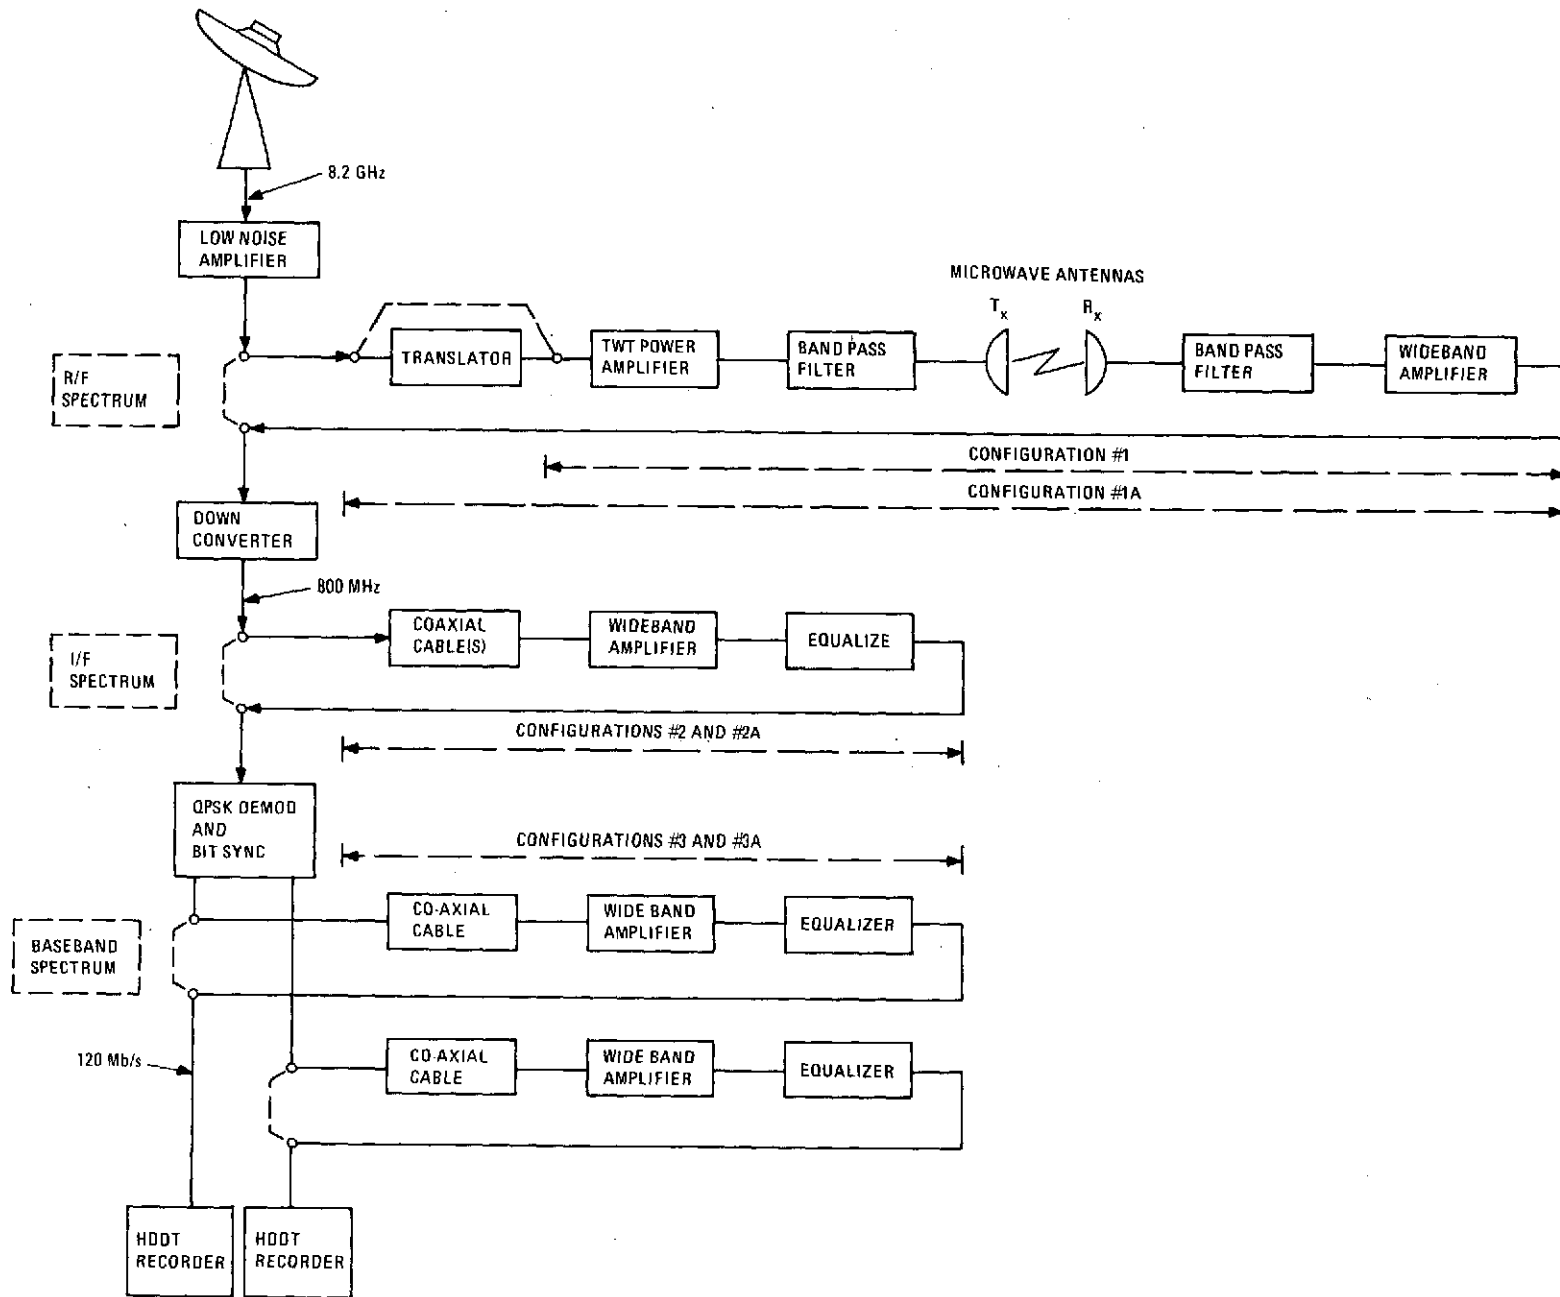 8.2 GHz
LOW NOISE
AMPLIFIER
MICROWAVE ANTENNAS
Tx
Rx
R/F
SPECTRUM
TRANSLATOR
TWT POWER
AMPLIFIER
BAND PASS
FILTER
BAND PASS
FILTER
WIDEBAND
AMPLIFIER
CONFIGURATION #1
CONFIGURATION #1A
DOWN
CONVERTER
800 MHz
I/F
SPECTRUM
COAXIAL
CABLE(S)
WIDEBAND
AMPLIFIER
EQUALIZE
CONFIGURATIONS #2 AND #2A
QPSK DEMOD
AND
BIT SYNC
CONFIGURATIONS #3 AND #3A
BASEBAND
SPECTRUM
CO-AXIAL
CABLE
WIDE BAND
AMPLIFIER
EQUALIZER
120 Mb/s
CO-AXIAL
CABLE
WIDE BAND
AMPLIFIER
EQUALIZER
HDDT
RECORDER
HDDT
RECORDER